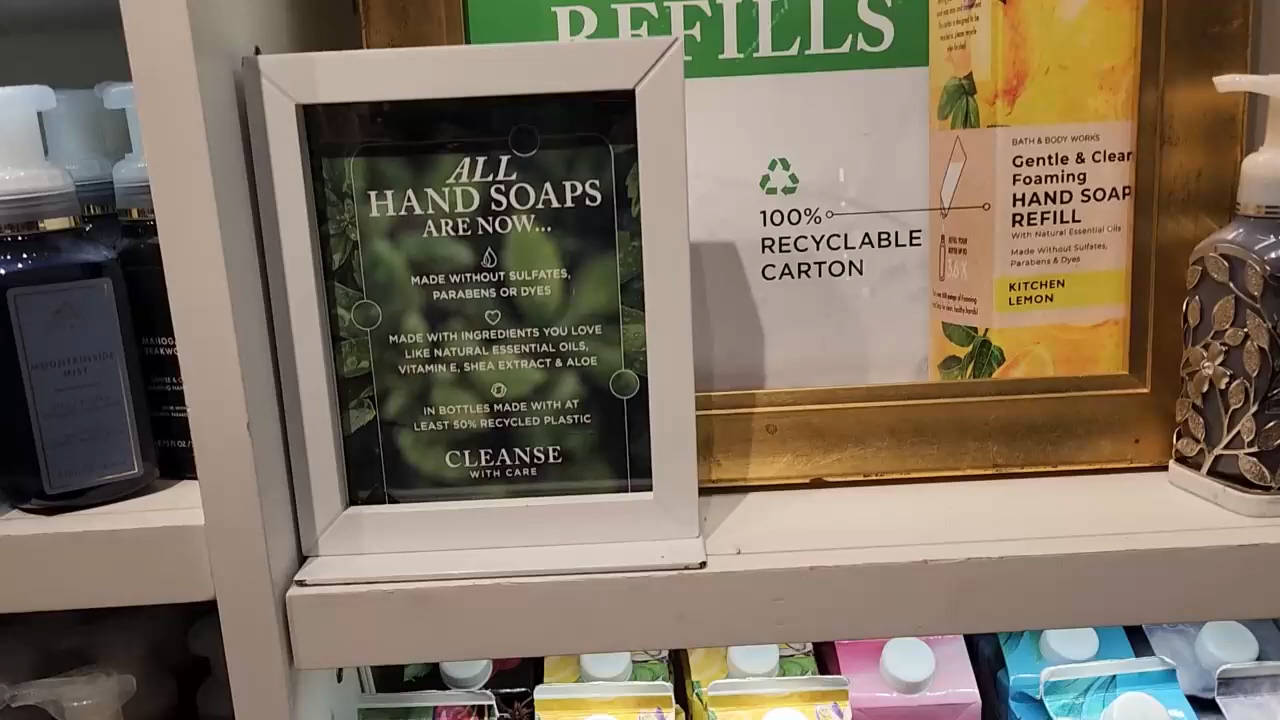 REFILLS
ALL
HAND SOAPS
ARE NOW...
MADE WITHOUT SULFATES,
PARABENS OR DYES
MADE WITH INGREDIENTS YOU LOVE
LIKE NATURAL ESSENTIAL OILS,
VITAMIN E, SHEA EXTRACT & ALOE
IN BOTTLES MADE WITH AT
LEAST 50% RECYCLED PLASTIC
CLEANSE
WITH CARE
100%
RECYCLABLE
CARTON
BATH & BODY WORKS
Gentle & Clear
Foaming
HAND SOAP
REFILL
With Natural Essential Oils
Made Without Sulfates,
Parabens & Dyes
KITCHEN
LEMON
MIST